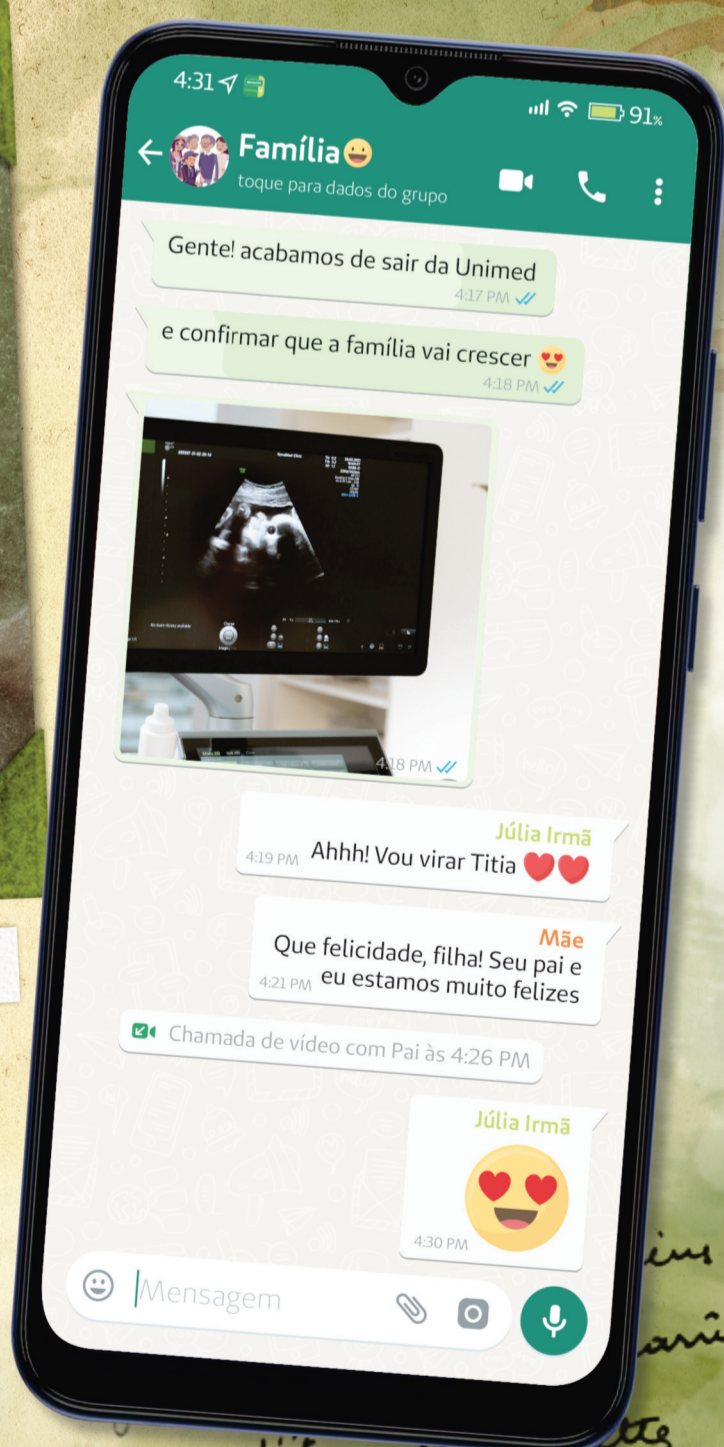 4:31
91%
Família
toque para dados do grupo
Gente! acabamos de sair da Unimed
4:17 PM
e confirmar que a família vai crescer
4:18 PM
4:18 PM
Júlia Irmã
Ahhh! Vou virar Titia
4:19 PM
Mãe
Que felicidade, filha! Seu pai e
eu estamos muito felizes
4:21 PM
Chamada de vídeo com Pai às 4:26 PM
Júlia Irmã
4:30 PM
Mensagem